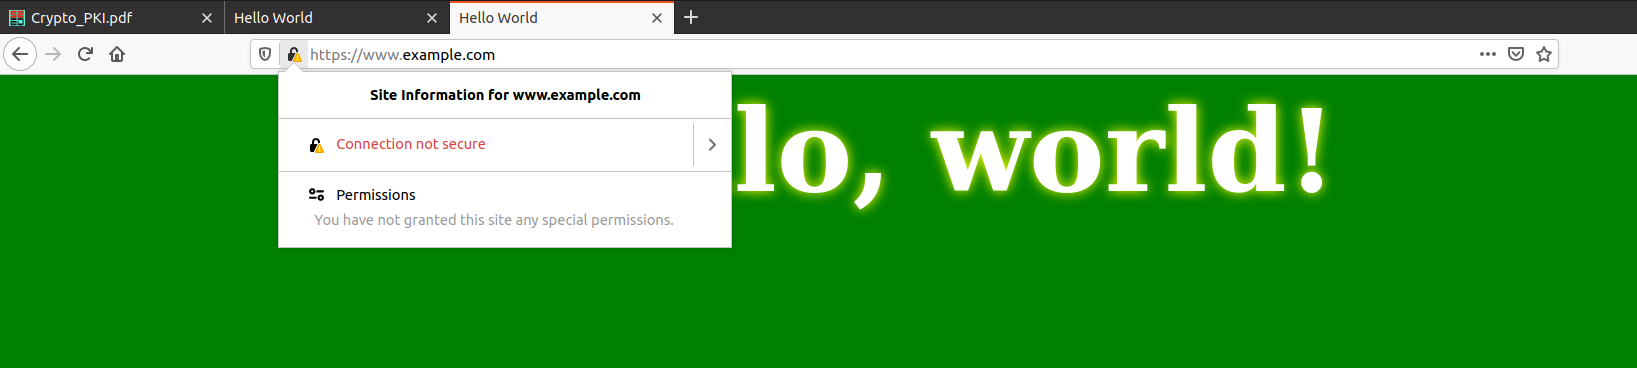 Crypto_PKI.pdf
Hello World
Hello World
https://www.example.com
Site Information for www.example.com
lo, world!
Connection not secure
Permissions
You have not granted this site any special permissions.